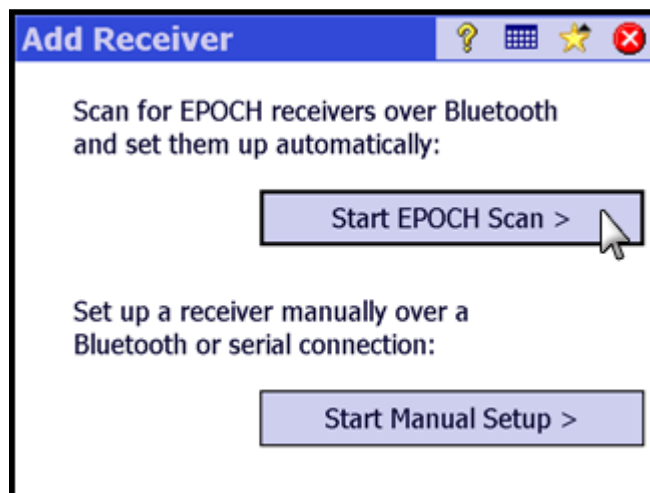 Add Receiver
Scan for EPOCH receivers over Bluetooth
and set them up automatically:
Start EPOCH Scan >
Set up a receiver manually over a
Bluetooth or serial connection:
Start Manual Setup >